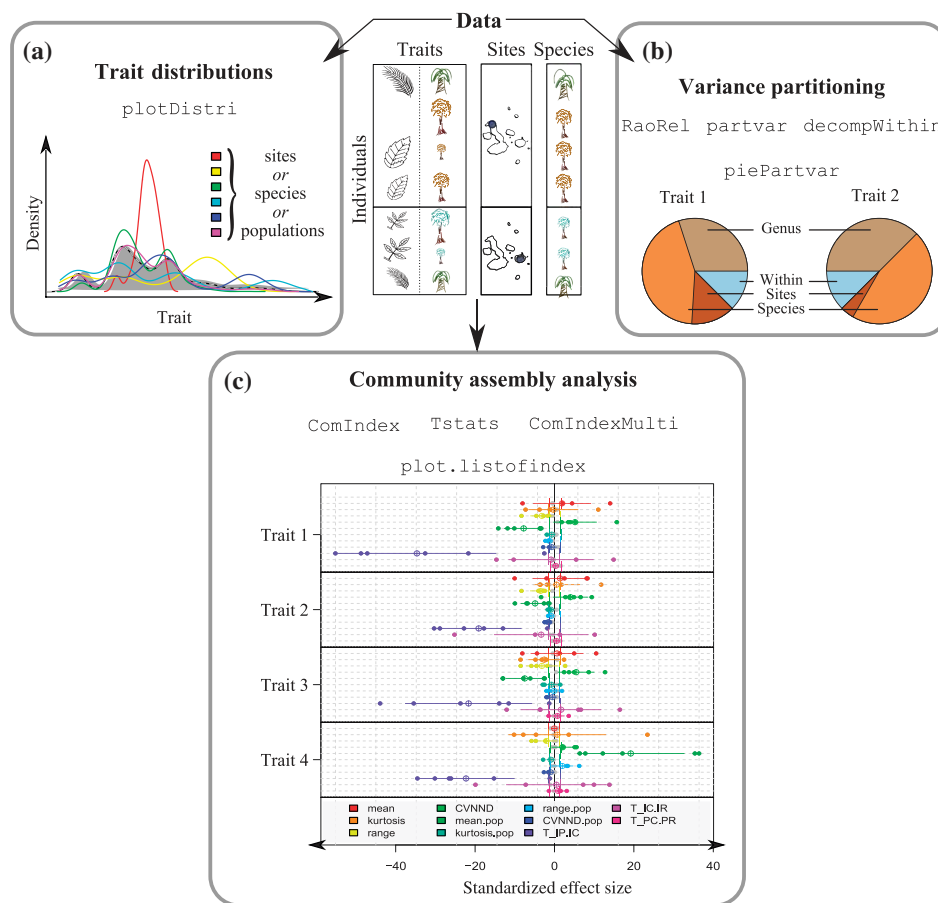 Data
(a)
Trait distributions
plotDistri
sites
or
species
or
populations
Density
Trait
Traits
Sites
Species
Individuals
(b)
Variance partitioning
RaoRel partvar decompWithin
piePartvar
Trait 1
Trait 2
Genus
Within
Sites
Species
(c)
Community assembly analysis
ComIndex Tstats ComIndexMulti
plot.listofindex
Trait 1
Trait 2
Trait 3
Trait 4
mean
kurtosis
range
CVNND
mean.pop
kurtosis.pop
range.pop
CVNND.pop
T_IP.IC
T_IC.IR
T_PC.PR
−40 −20 0 20 40
Standardized effect size